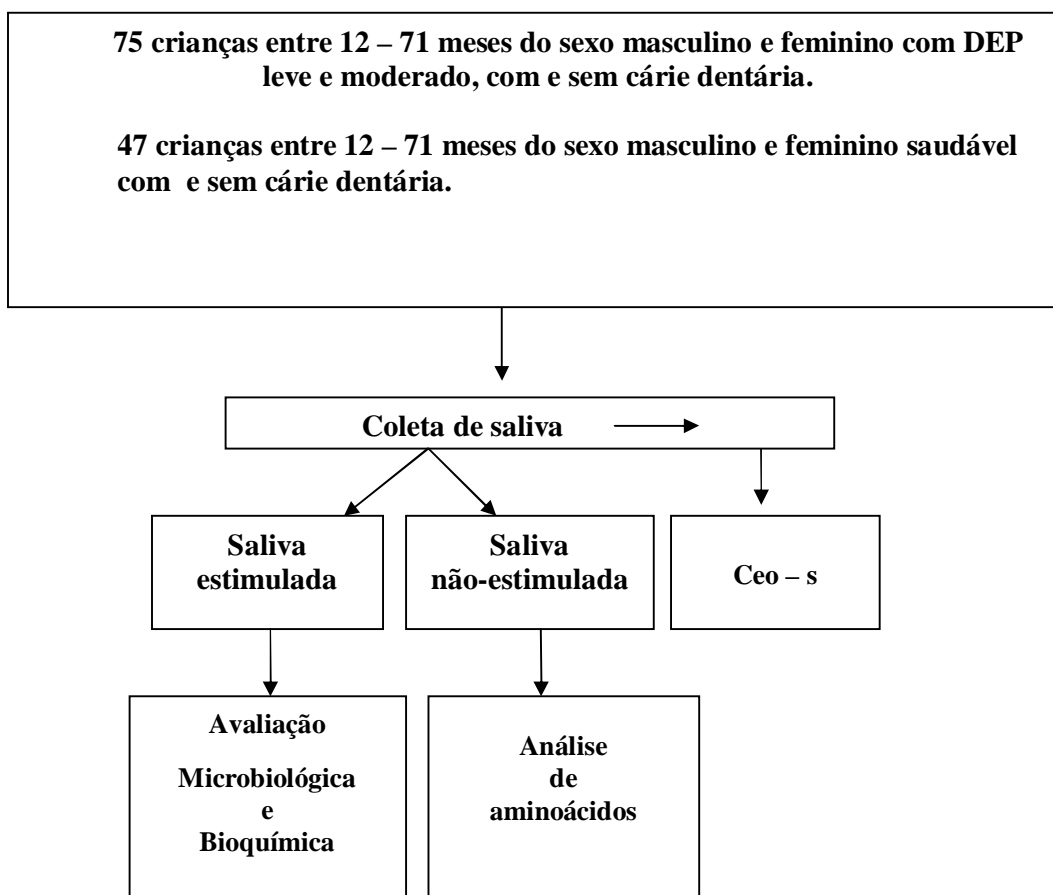 75 crianças entre 12 – 71 meses do sexo masculino e feminino com DEP
leve e moderado, com e sem cárie dentária.
47 crianças entre 12 – 71 meses do sexo masculino e feminino saudável
com e sem cárie dentária.
Coleta de saliva
Saliva
estimulada
Saliva
não-estimulada
Ceo – s
Avaliação
Microbiológica
e
Bioquímica
Análise
de
aminoácidos